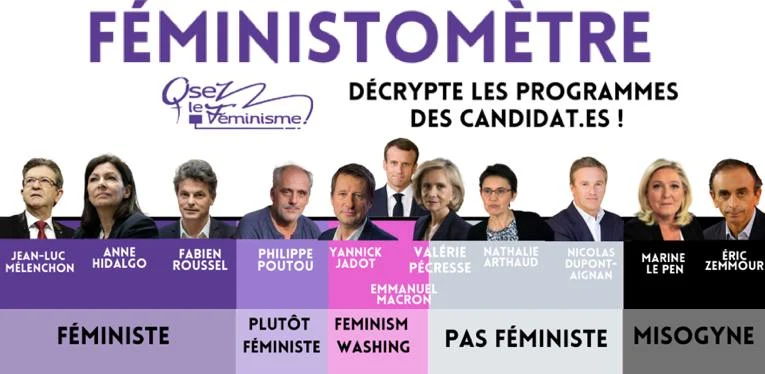 FÉMINISTOMÈTRE
Osez
le
féminisme!
DÉCRYPTE LES PROGRAMMES
DES CANDIDAT.ES !
JEAN-LUC
MÉLENCHON
ANNE
HIDALGO
FABIEN
ROUSSEL
PHILIPPE
POUTOU
YANNICK
JADOT
EMMANUEL
MACRON
VALÉRIE
PÉCRESSE
NATHALIE
ARTHAUD
NICOLAS
DUPONT-
AIGNAN
MARINE
LE PEN
ÉRIC
ZEMMOUR
FÉMINISTE
PLUTÔT
FÉMINISTE
FEMINISM
WASHING
PAS FÉMINISTE
MISOGYNE